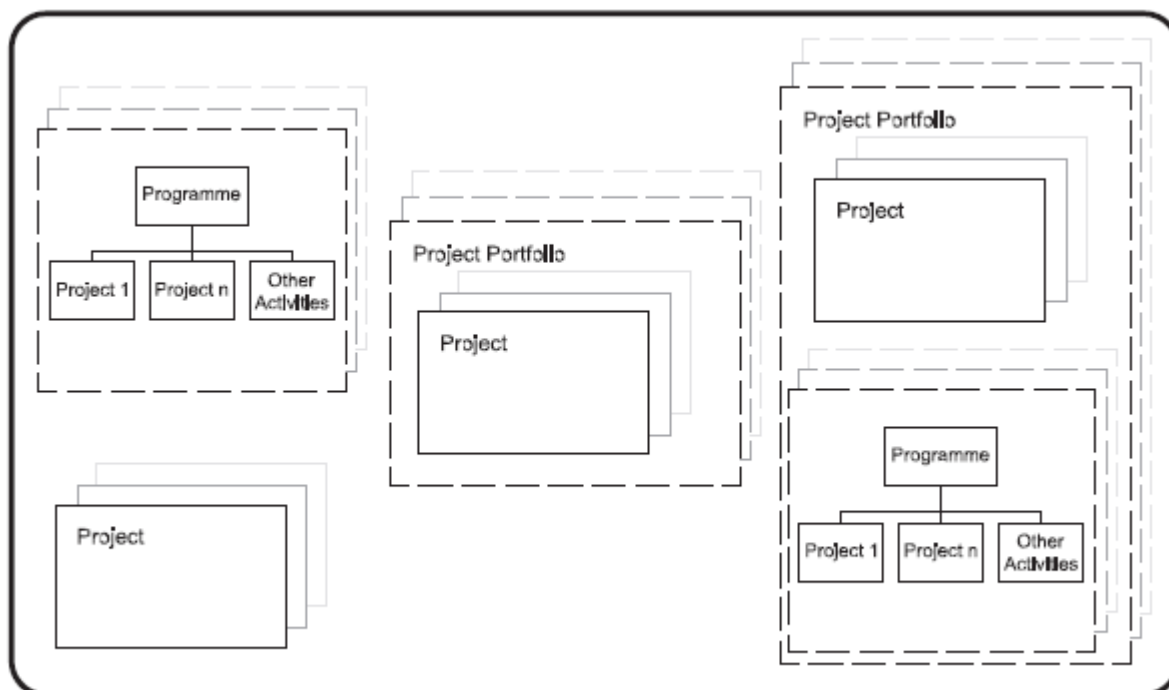 Programme
Project 1
Project n
Other
Activities
Project
Project Portfolio
Project
Project Portfolio
Project
Programme
Project 1
Project n
Other
Activities